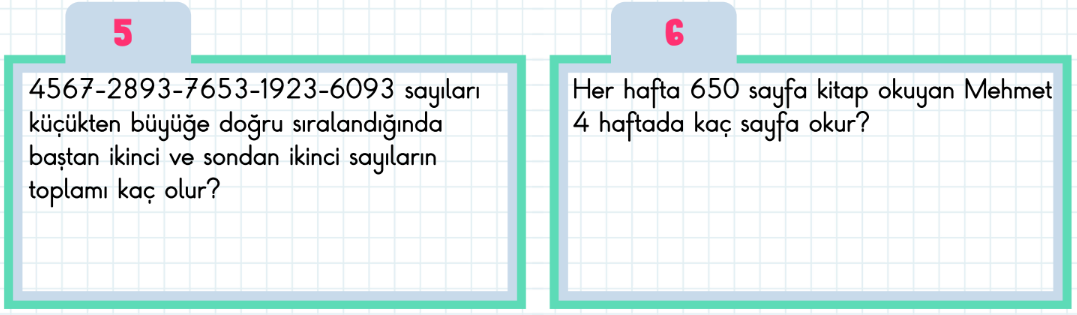 5
4567-2893-7653-1923-6093 sayıları
küçükten büyüğe doğru sıralandığında
baştan ikinci ve sondan ikinci sayıların
toplamı kaç olur?
6
Her hafta 650 sayfa kitap okuyan Mehmet
4 haftada kaç sayfa okur?